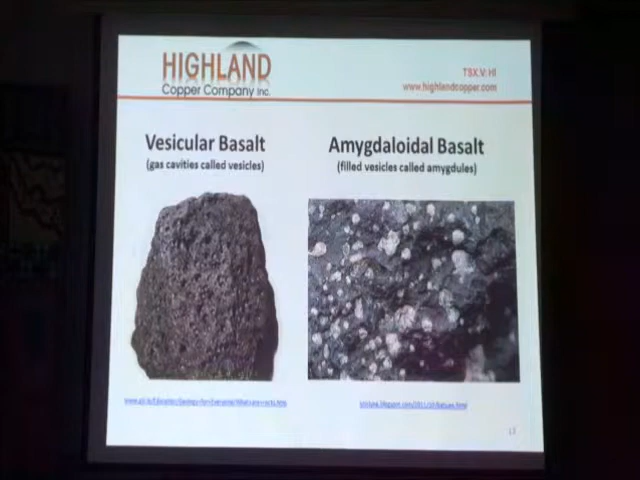 HIGHLAND
Copper Company Inc.
TSX.V: HI
www.highlandcopper.com
Vesicular Basalt
(gas cavities called vesicles)
Amygdaloidal Basalt
(filled vesicles called amygdules)